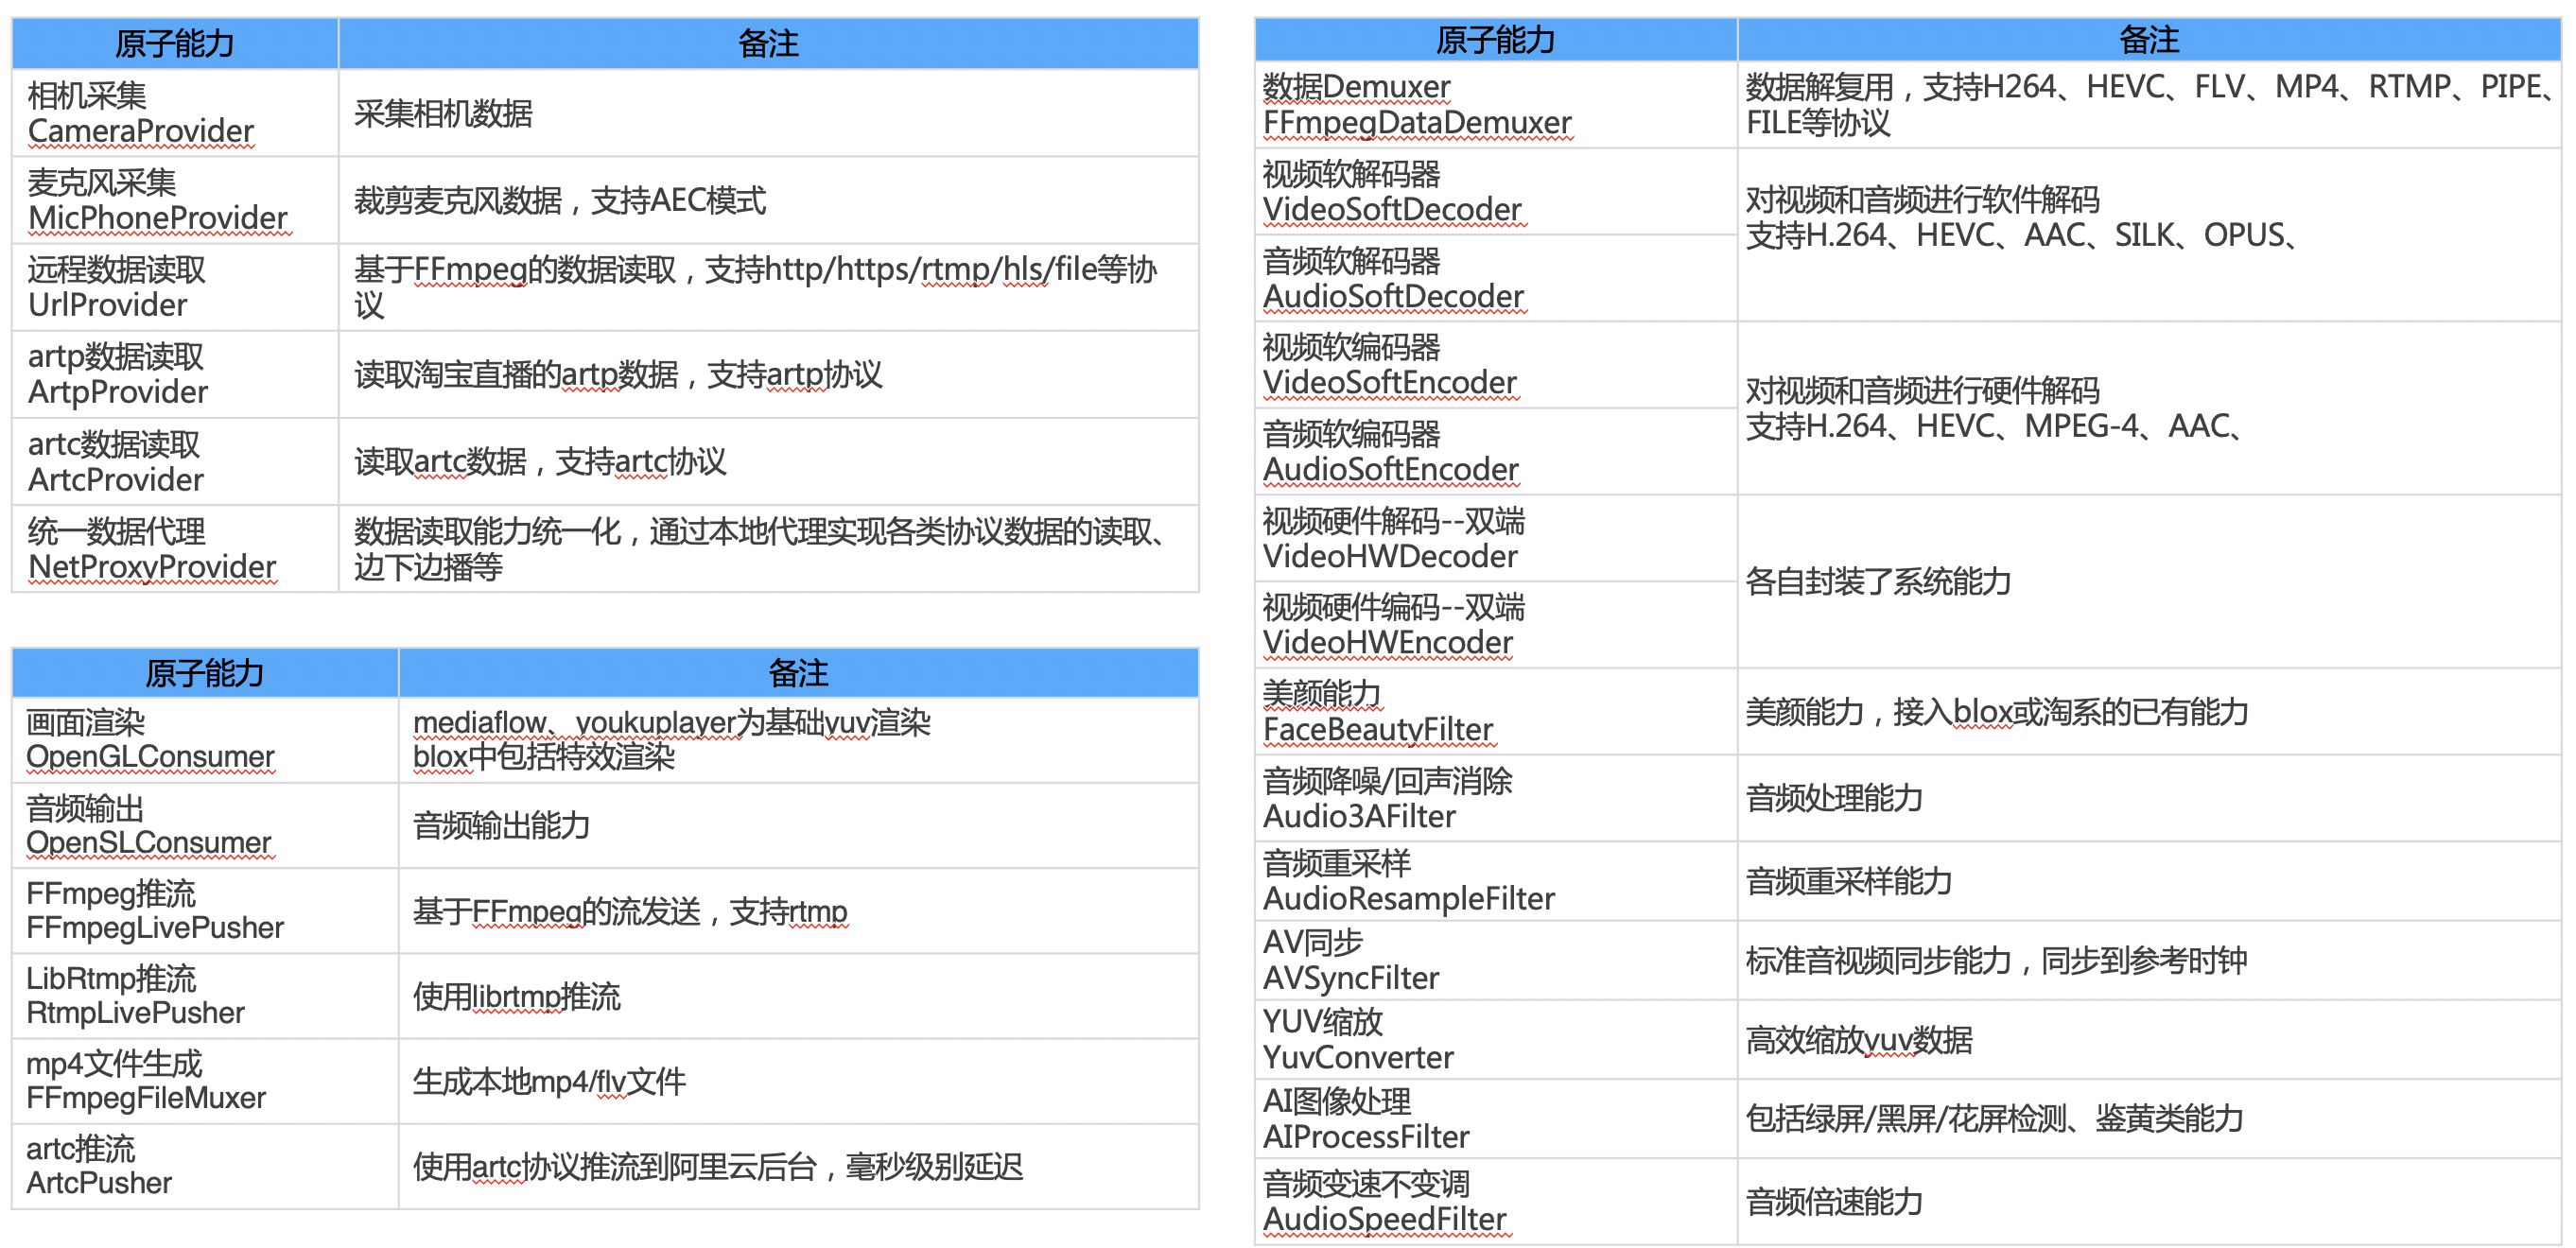 原子能力
备注
相机采集
CameraProvider
采集相机数据
麦克风采集
MicPhoneProvider
裁剪麦克风数据，支持AEC模式
远程数据读取
UrlProvider
基于FFmpeg的数据读取，支持http/https/rtmp/hls/file等协
议
artp数据读取
ArtpProvider
读取淘宝直播的artp数据，支持artp协议
artc数据读取
ArtcProvider
读取artc数据，支持artc协议
统一数据代理
NetProxyProvider
数据读取能力统一化，通过本地代理实现各类协议数据的读取、
边下边播等
原子能力
备注
画面渲染
OpenGLConsumer
mediaflow、youkuplayer为基础yuv渲染
blox中包括特效渲染
音频输出
OpenSLConsumer
音频输出能力
FFmpeg推流
FFmpegLivePusher
基于FFmpeg的流发送，支持rtmp
LibRtmp推流
RtmpLivePusher
使用librtmp推流
mp4文件生成
FFmpegFileMuxer
生成本地mp4/flv文件
artc推流
ArtcPusher
使用artc协议推流到阿里云后台，毫秒级别延迟
原子能力
备注
数据Demuxer
FFmpegDataDemuxer
数据解复用，支持H264、HEVC、FLV、MP4、RTMP、PIPE、
FILE等协议
视频软解码器
VideoSoftDecoder
音频软解码器
AudioSoftDecoder
对视频和音频进行软件解码
支持H.264、HEVC、AAC、SILK、OPUS、
视频软编码器
VideoSoftEncoder
音频软编码器
AudioSoftEncoder
对视频和音频进行硬件解码
支持H.264、HEVC、MPEG-4、AAC、
视频硬件解码--双端
VideoHWDecoder
视频硬件编码--双端
VideoHWEncoder
各自封装了系统能力
美颜能力
FaceBeautyFilter
美颜能力，接入blox或淘系的已有能力
音频降噪/回声消除
Audio3AFilter
音频处理能力
音频重采样
AudioResampleFilter
音频重采样能力
AV同步
AVSyncFilter
标准音视频同步能力，同步到参考时钟
YUV缩放
YuvConverter
高效缩放yuv数据
AI图像处理
AIProcessFilter
包括绿屏/黑屏/花屏检测、鉴黄类能力
音频变速不变调
AudioSpeedFilter
音频倍速能力